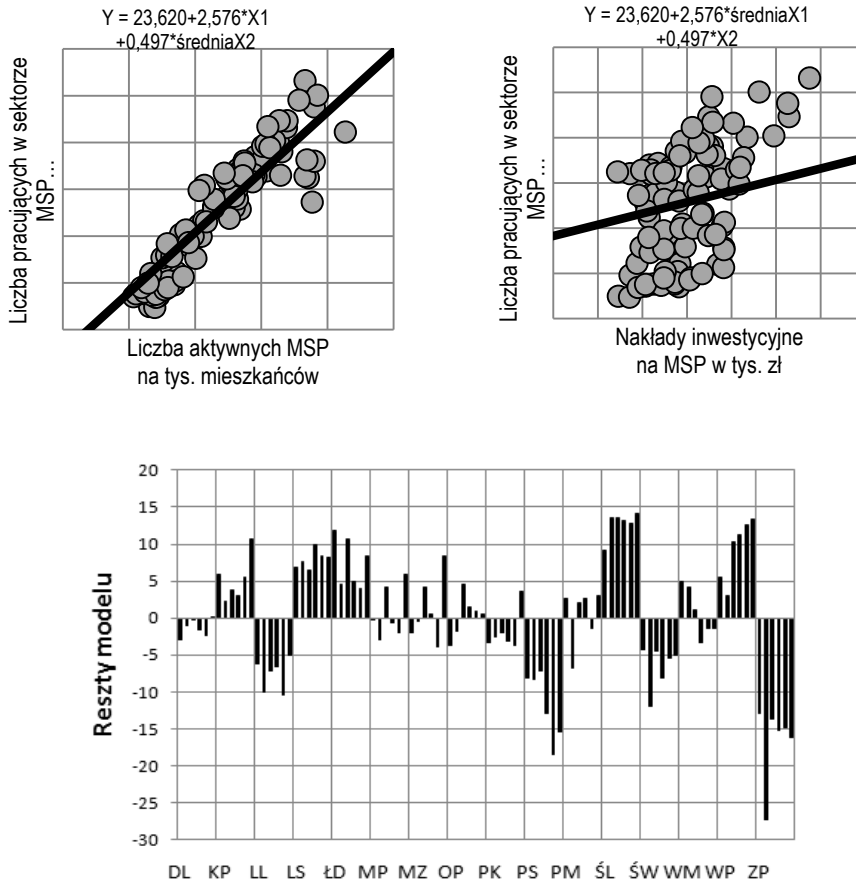 Y = 23,620+2,576*X1
+0,497*średniaX2
Liczba pracujących w sektorze
MSP…
Liczba aktywnych MSP
na tys. mieszkańców
Y = 23,620+2,576*średniaX1
+0,497*X2
Liczba pracujących w sektorze
MSP…
Nakłady inwestycyjne
na MSP w tys. zł
Reszty modelu
20
15
10
5
0
-5
-10
-15
-20
-25
-30
DL KP LL LS ŁD MP MZ OP PK PS PM ŚL ŚW WM WP ZP